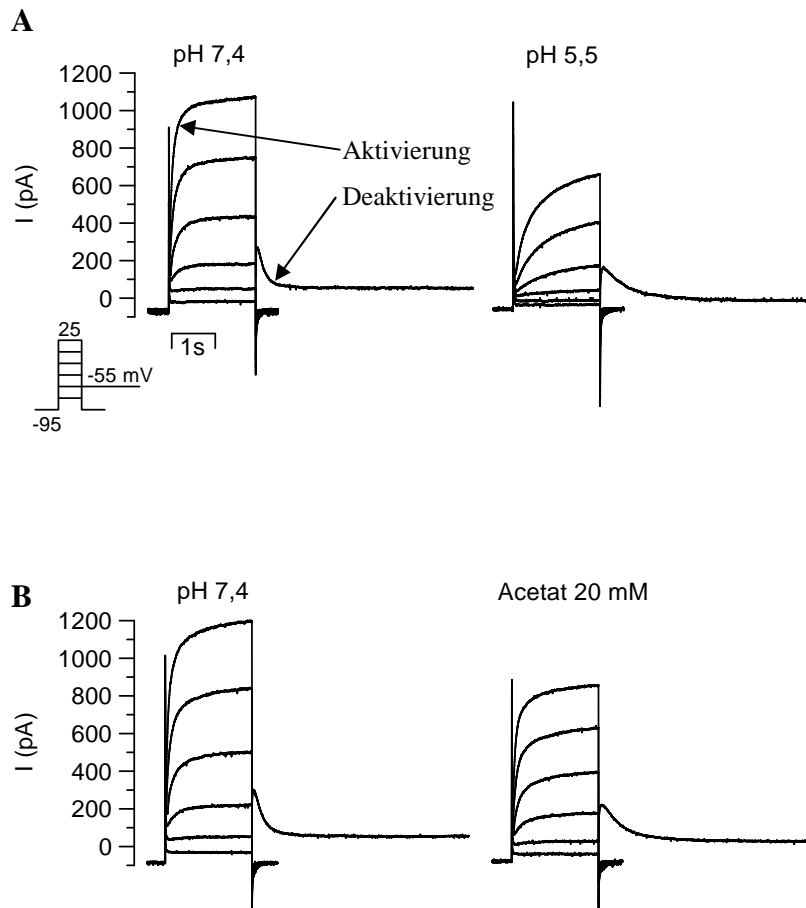 A
pH 7,4
pH 5,5
1200
1000
800
600
400
200
0
I (pA)
Aktivierung
Deaktivierung
1s
25
-55 mV
-95
B
pH 7,4
Acetat 20 mM
1200
1000
800
600
400
200
0
I (pA)